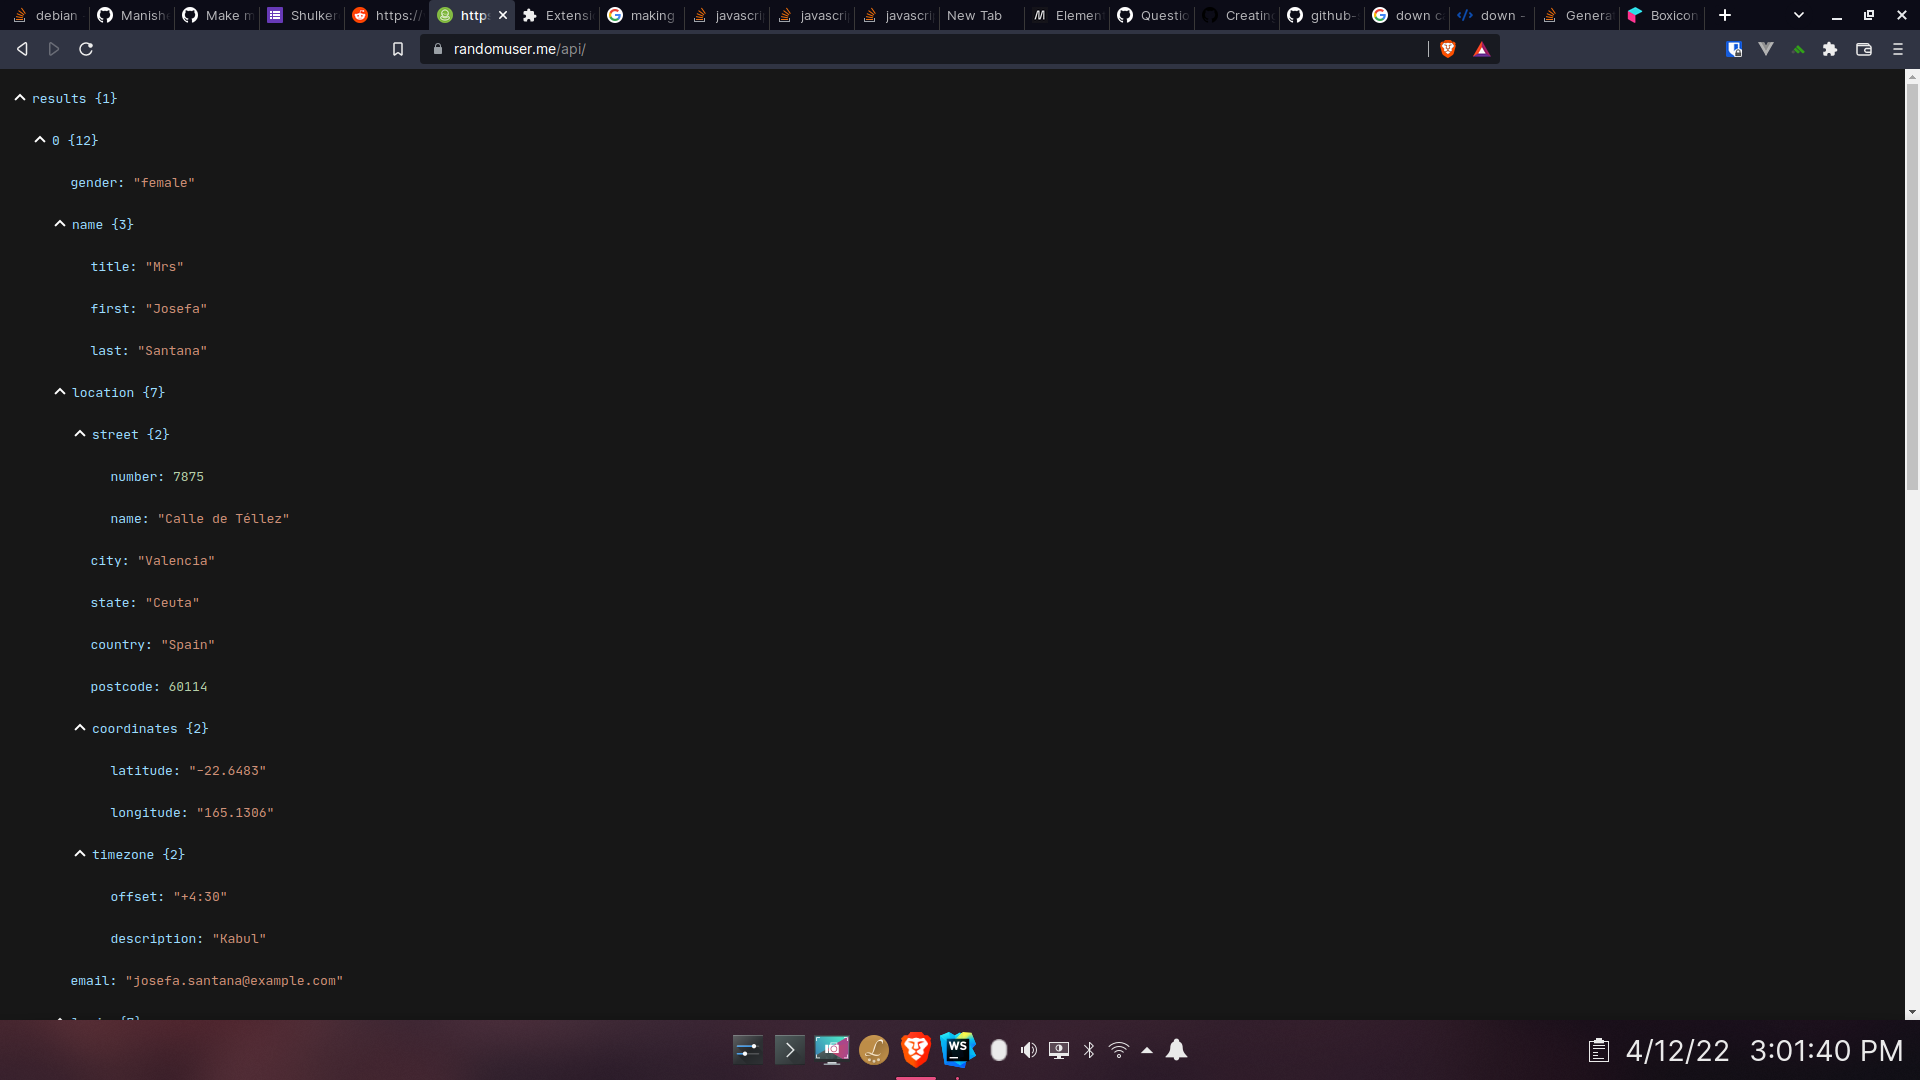 debian
Manish
Make m
Shulker
https:/
http
Extensi
making
javascri
javascri
javascri
New Tab
Elemen
Questio
Creating
github-
down c
down -
Genera
Boxicon
randomuser.me/api/
results {1}
0 {12}
gender: "female"
name {3}
title: "Mrs"
first: "Josefa"
last: "Santana"
location {7}
street {2}
number: 7875
name: "Calle de Téllez"
city: "Valencia"
state: "Ceuta"
country: "Spain"
postcode: 60114
coordinates {2}
latitude: "-22.6483"
longitude: "165.1306"
timezone {2}
offset: "+4:30"
description: "Kabul"
email: "josefa.santana@example.com"
WS
4/12/22 3:01:40 PM